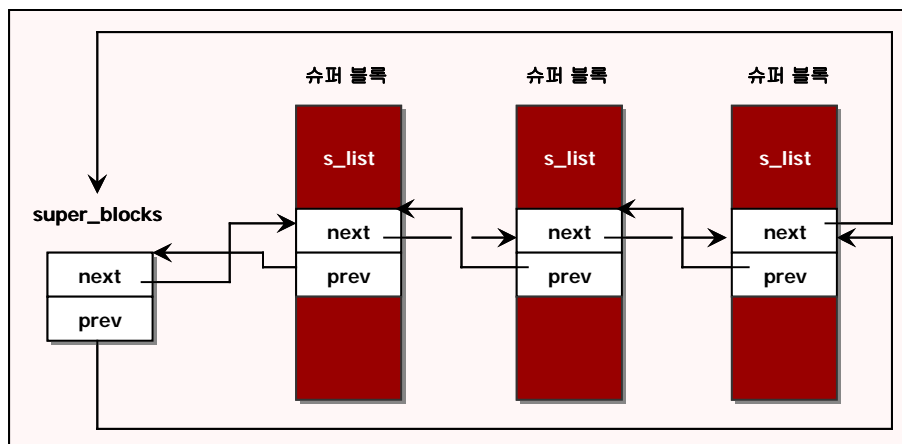 슈퍼 블록
슈퍼 블록
슈퍼 블록
s_list
s_list
s_list
super_blocks
next
prev
next
prev
next
prev
next
prev